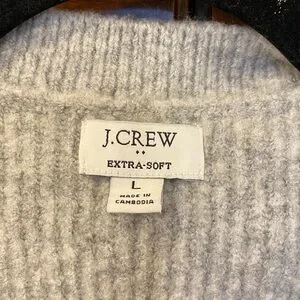 J.CREW
EXTRA-SOFT
L
MADE IN
CAMBODIA